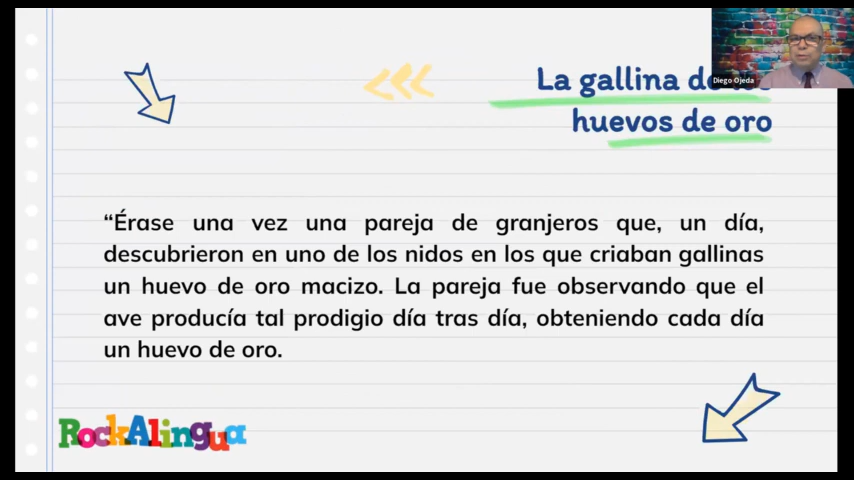 Diego Ojeda
La gallina d
huevos de oro
“Érase una vez una pareja de granjeros que, un día,
descubrieron en uno de los nidos en los que criaban gallinas
un huevo de oro macizo. La pareja fue observando que el
ave producía tal prodigio día tras día, obteniendo cada día
un huevo de oro.
RockALingua